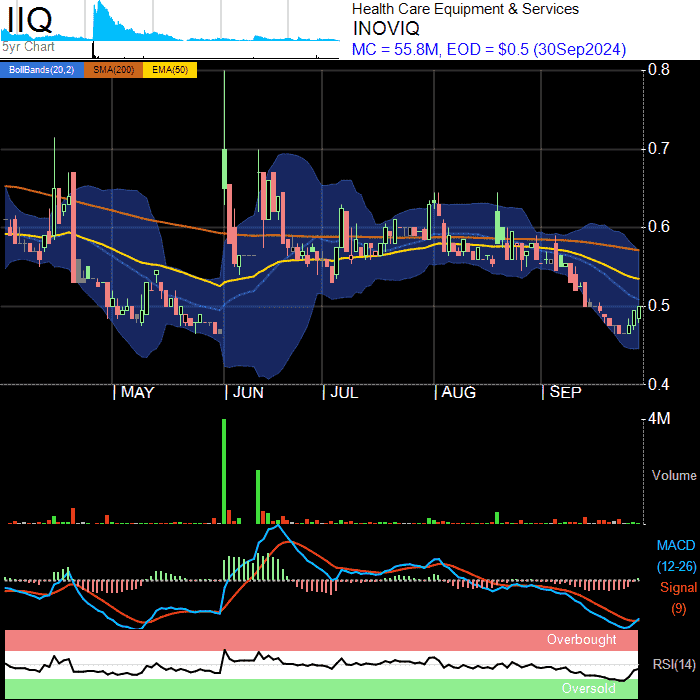 IIQ
5yr Chart
Health Care Equipment & Services
INOVIQ
MC = 55.8M, EOD = $0.5 (30Sep2024)
BollBands(20,2) SMA(200) EMA(50)
0.8
0.7
0.6
0.5
0.4
MAY JUN JUL AUG SEP
4M
Volume
MACD
(12-26)
Signal
(9)
Overbought
RSI(14)
Oversold